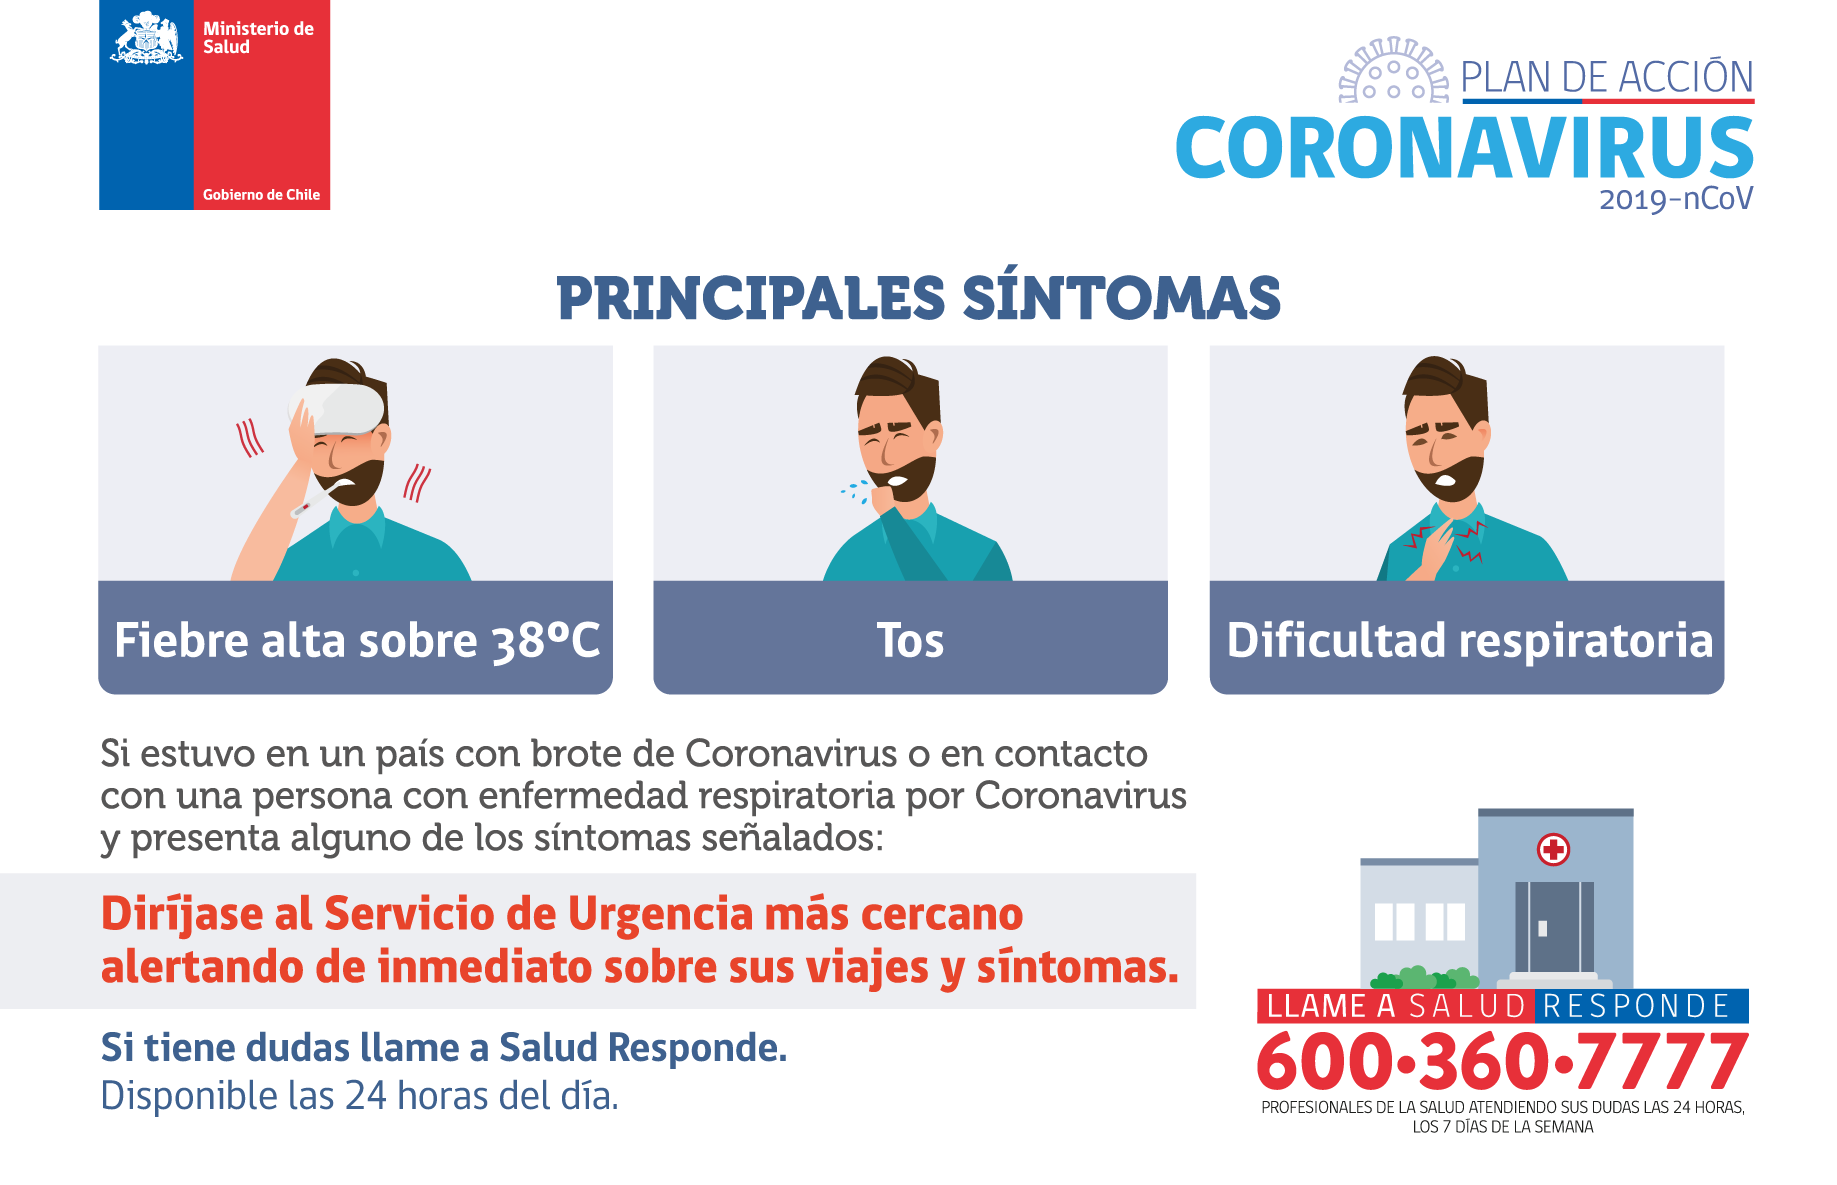 Ministerio de
Salud
Gobierno de Chile
PLAN DE ACCIÓN
CORONAVIRUS
2019-nCoV
PRINCIPALES SÍNTOMAS
Fiebre alta sobre 38ºC
Tos
Dificultad respiratoria
Si estuvo en un país con brote de Coronavirus o en contacto
con una persona con enfermedad respiratoria por Coronavirus
y presenta alguno de los síntomas señalados:
Diríjase al Servicio de Urgencia más cercano
alertando de inmediato sobre sus viajes y síntomas.
Si tiene dudas llame a Salud Responde.
Disponible las 24 horas del día.
LLAME A SALUD RESPONDE
600•360•7777
PROFESIONALES DE LA SALUD ATENDIENDO SUS DUDAS LAS 24 HORAS,
LOS 7 DÍAS DE LA SEMANA